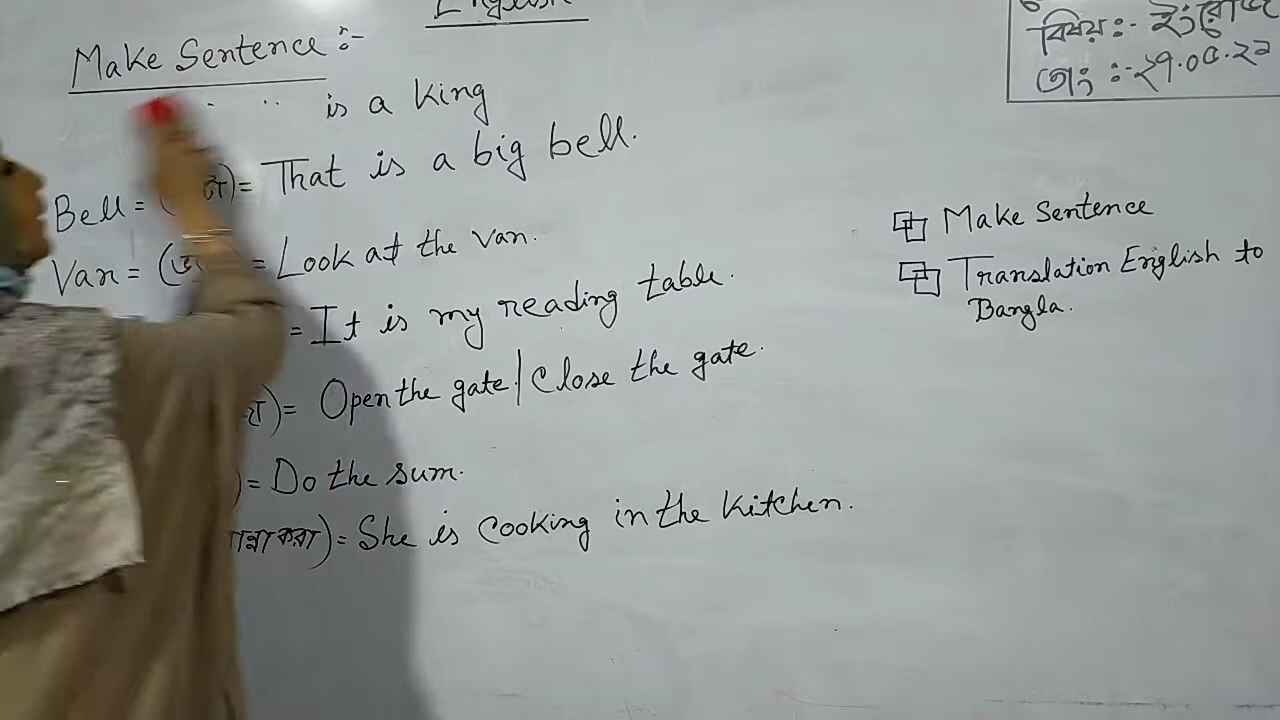 English
Make Sentence :-
is a king
Bell = = That is a big bell.
Van = = Look at the van.
= It is my reading table.
= Open the gate / Close the gate.
= Do the sum.
= She is cooking in the kitchen.
বিষয় :-
তাং :- ২৭.০৫.২২
Make Sentence
Translation English to
Bangla.